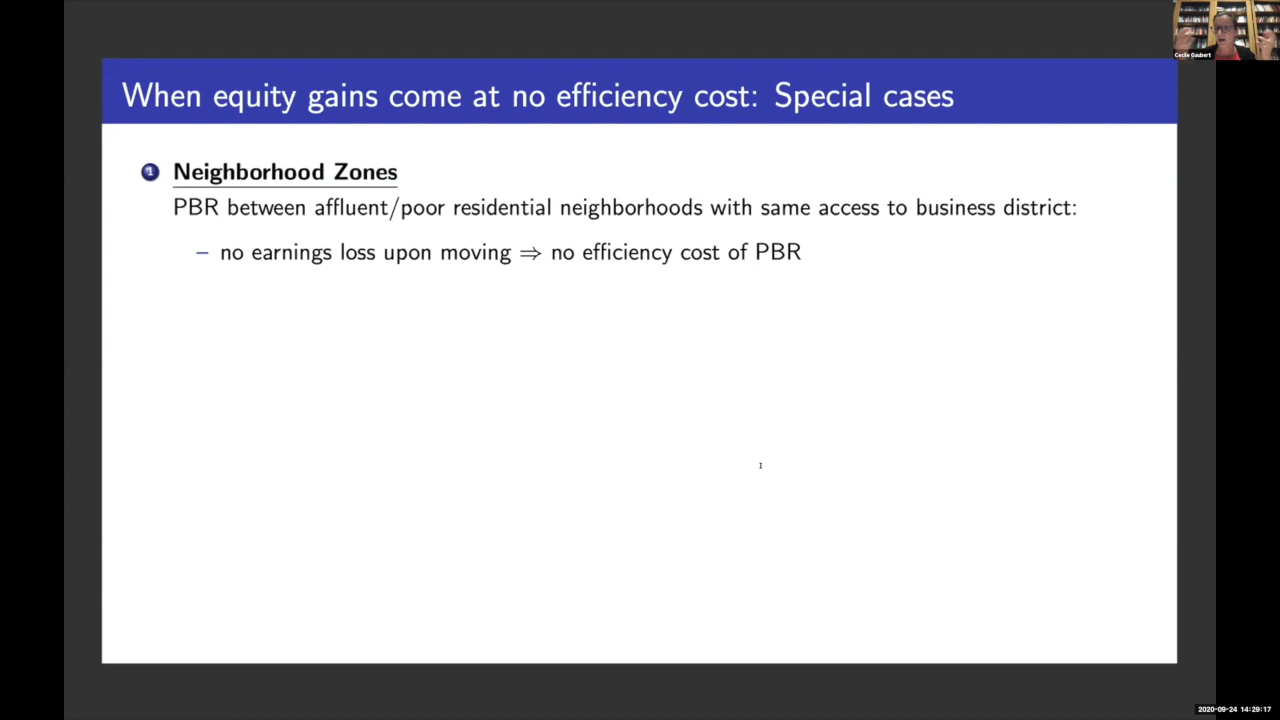 Cecile Gaubert
When equity gains come at no efficiency cost: Special cases
1 Neighborhood Zones
PBR between affluent/poor residential neighborhoods with same access to business district:
– no earnings loss upon moving ⇒ no efficiency cost of PBR
2020-09-24 14:29:17